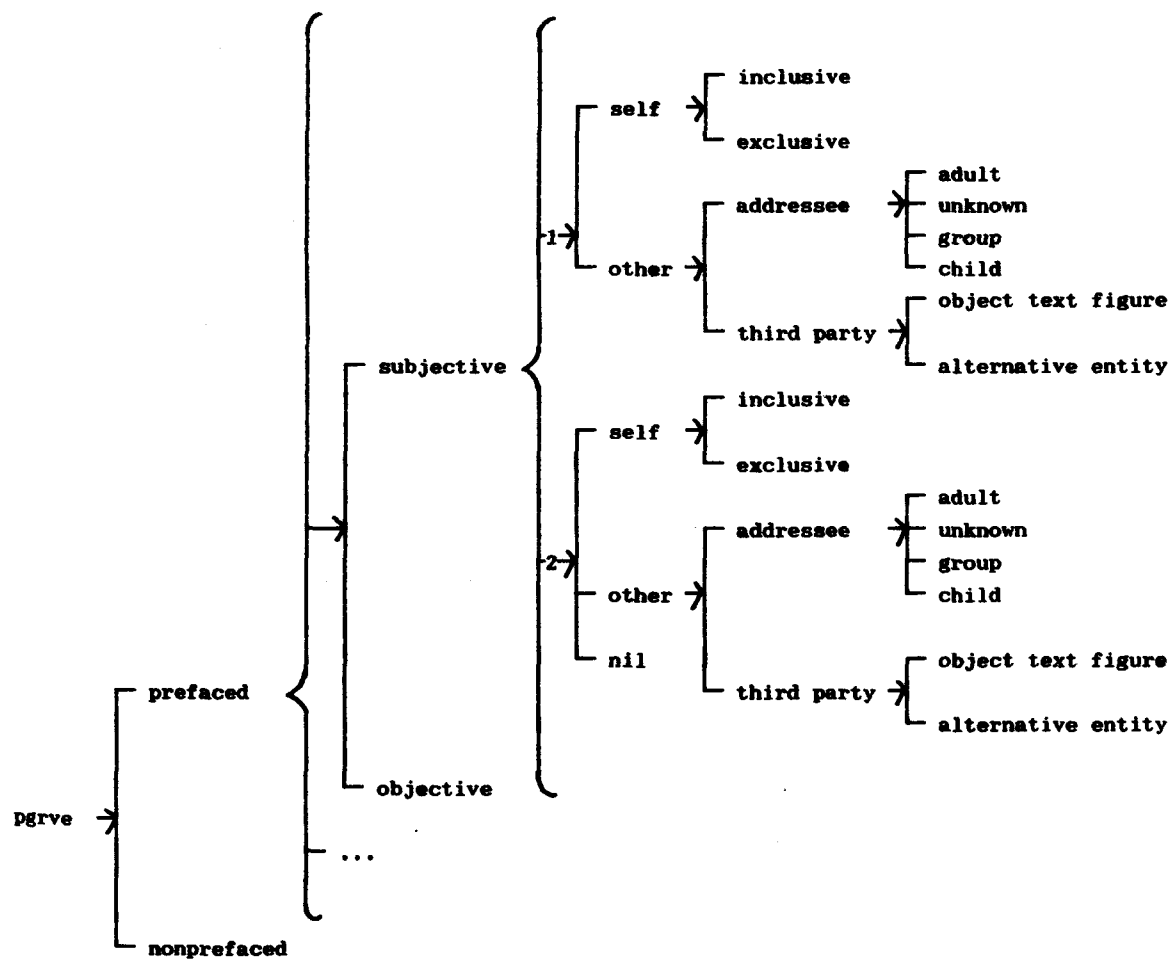 inclusive
self
exclusive
adult
addressee
unknown
1
group
other
child
object text figure
third party
subjective
alternative entity
inclusive
self
exclusive
adult
addressee
unknown
2
group
other
child
nil
object text figure
prefaced
third party
alternative entity
objective
pgrve
...
nonprefaced